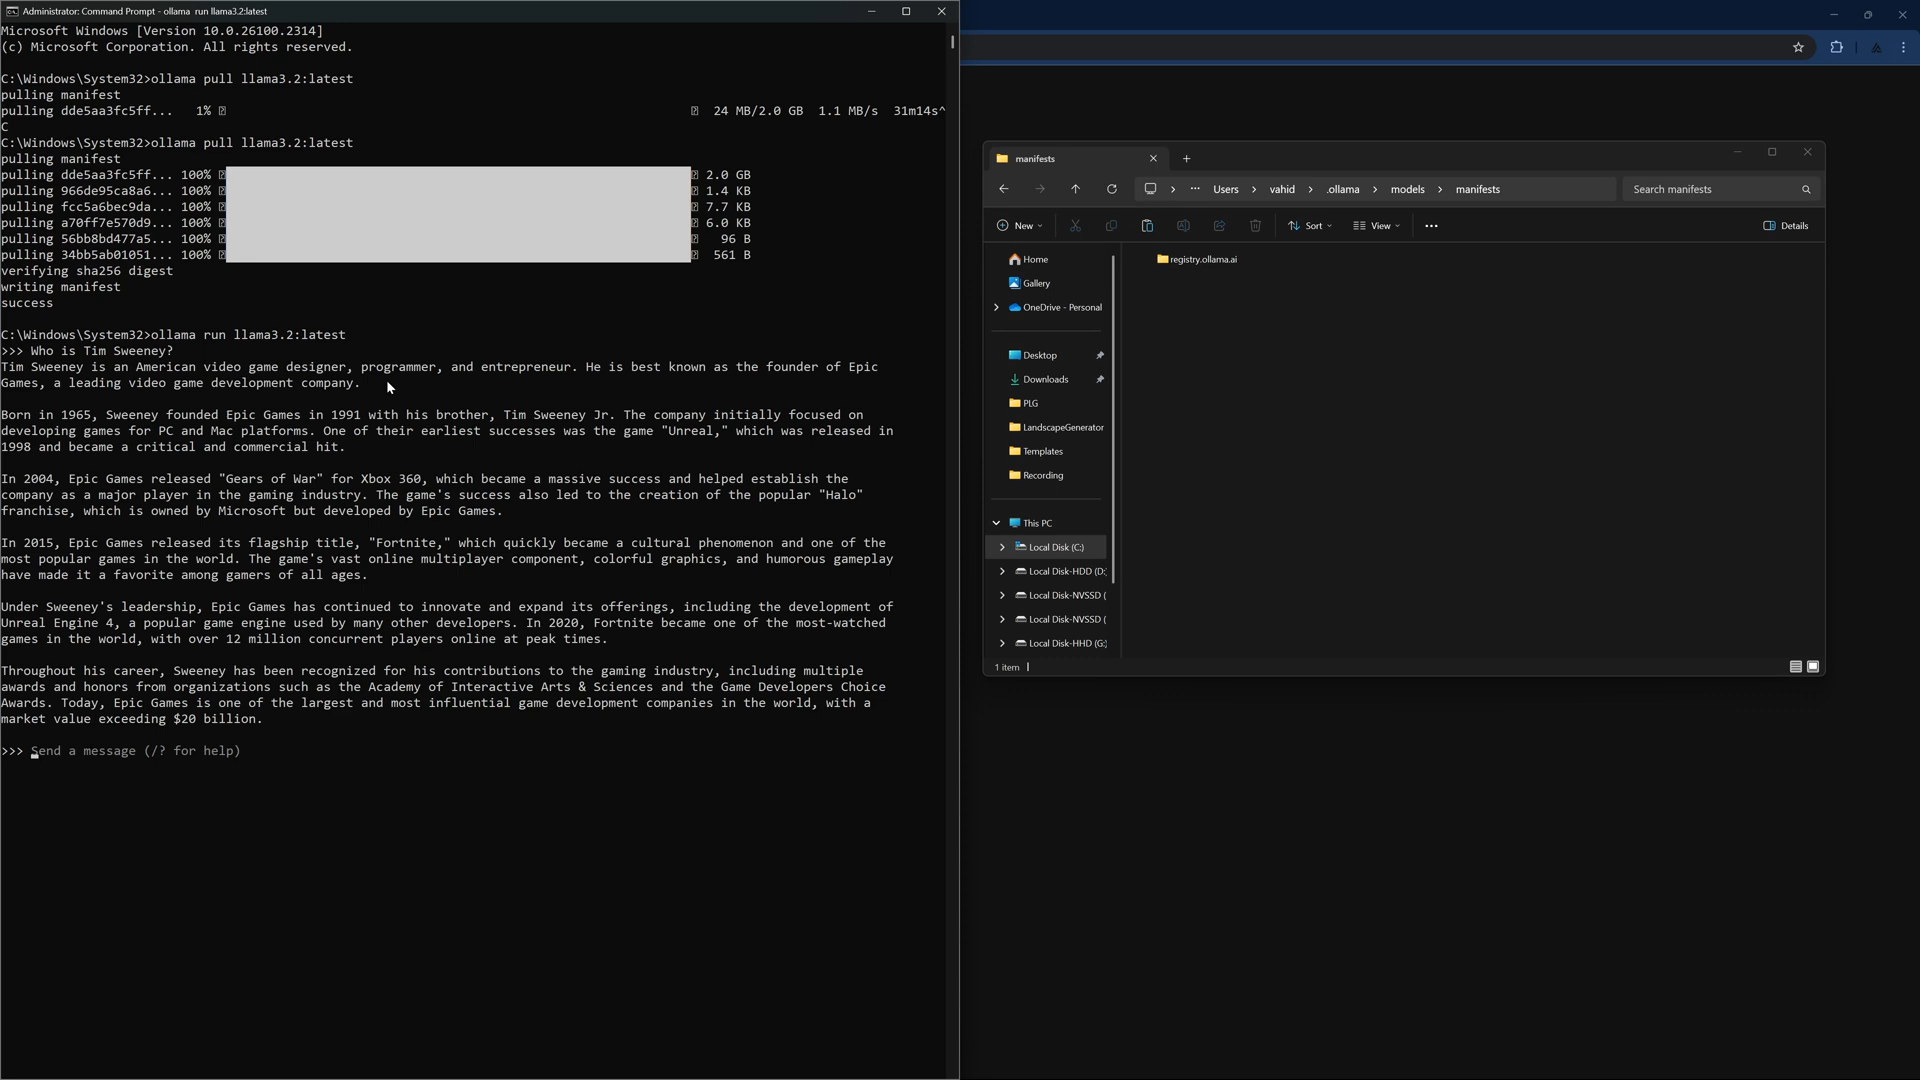 Administrator: Command Prompt - ollama run llama3.2:latest
Microsoft Windows [Version 10.0.26100.2314]
(c) Microsoft Corporation. All rights reserved.
C:\Windows\System32>ollama pull llama3.2:latest
pulling manifest
pulling dde5aa3fc5ff... 1% 24 MB/2.0 GB 1.1 MB/s 31m14s^
C
C:\Windows\System32>ollama pull llama3.2:latest
pulling manifest
pulling dde5aa3fc5ff... 100% 2.0 GB
pulling 966de95ca8a6... 100% 1.4 KB
pulling fcc5a6bec9da... 100% 7.7 KB
pulling a70ff7e570d9... 100% 6.0 KB
pulling 56bb8bd477a5... 100% 96 B
pulling 34bb5ab01051... 100% 561 B
verifying sha256 digest
writing manifest
success
C:\Windows\System32>ollama run llama3.2:latest
>>> Who is Tim Sweeney?
Tim Sweeney is an American video game designer, programmer, and entrepreneur. He is best known as the founder of Epic
Games, a leading video game development company.
Born in 1965, Sweeney founded Epic Games in 1991 with his brother, Tim Sweeney Jr. The company initially focused on
developing games for PC and Mac platforms. One of their earliest successes was the game "Unreal," which was released in
1998 and became a critical and commercial hit.
In 2004, Epic Games released "Gears of War" for Xbox 360, which became a massive success and helped establish the
company as a major player in the gaming industry. The game's success also led to the creation of the popular "Halo"
franchise, which is owned by Microsoft but developed by Epic Games.
In 2015, Epic Games released its flagship title, "Fortnite," which quickly became a cultural phenomenon and one of the
most popular games in the world. The game's vast online multiplayer component, colorful graphics, and humorous gameplay
have made it a favorite among gamers of all ages.
Under Sweeney's leadership, Epic Games has continued to innovate and expand its offerings, including the development of
Unreal Engine 4, a popular game engine used by many other developers. In 2020, Fortnite became one of the most-watched
games in the world, with over 12 million concurrent players online at peak times.
Throughout his career, Sweeney has been recognized for his contributions to the gaming industry, including multiple
awards and honors from organizations such as the Academy of Interactive Arts & Sciences and the Game Developers Choice
Awards. Today, Epic Games is one of the largest and most influential game development companies in the world, with a
market value exceeding $20 billion.
>>> Send a message (/? for help)
manifests
Users > vahid > .ollama > models > manifests
Search manifests
New
Sort
View
Details
Home
Gallery
OneDrive - Personal
Desktop
Downloads
PLG
LandscapeGenerator
Templates
Recording
This PC
Local Disk (C:)
Local Disk-HDD (D:
Local Disk-NVSSD (
Local Disk-NVSSD (
Local Disk-HHD (G:
registry.ollama.ai
1 item